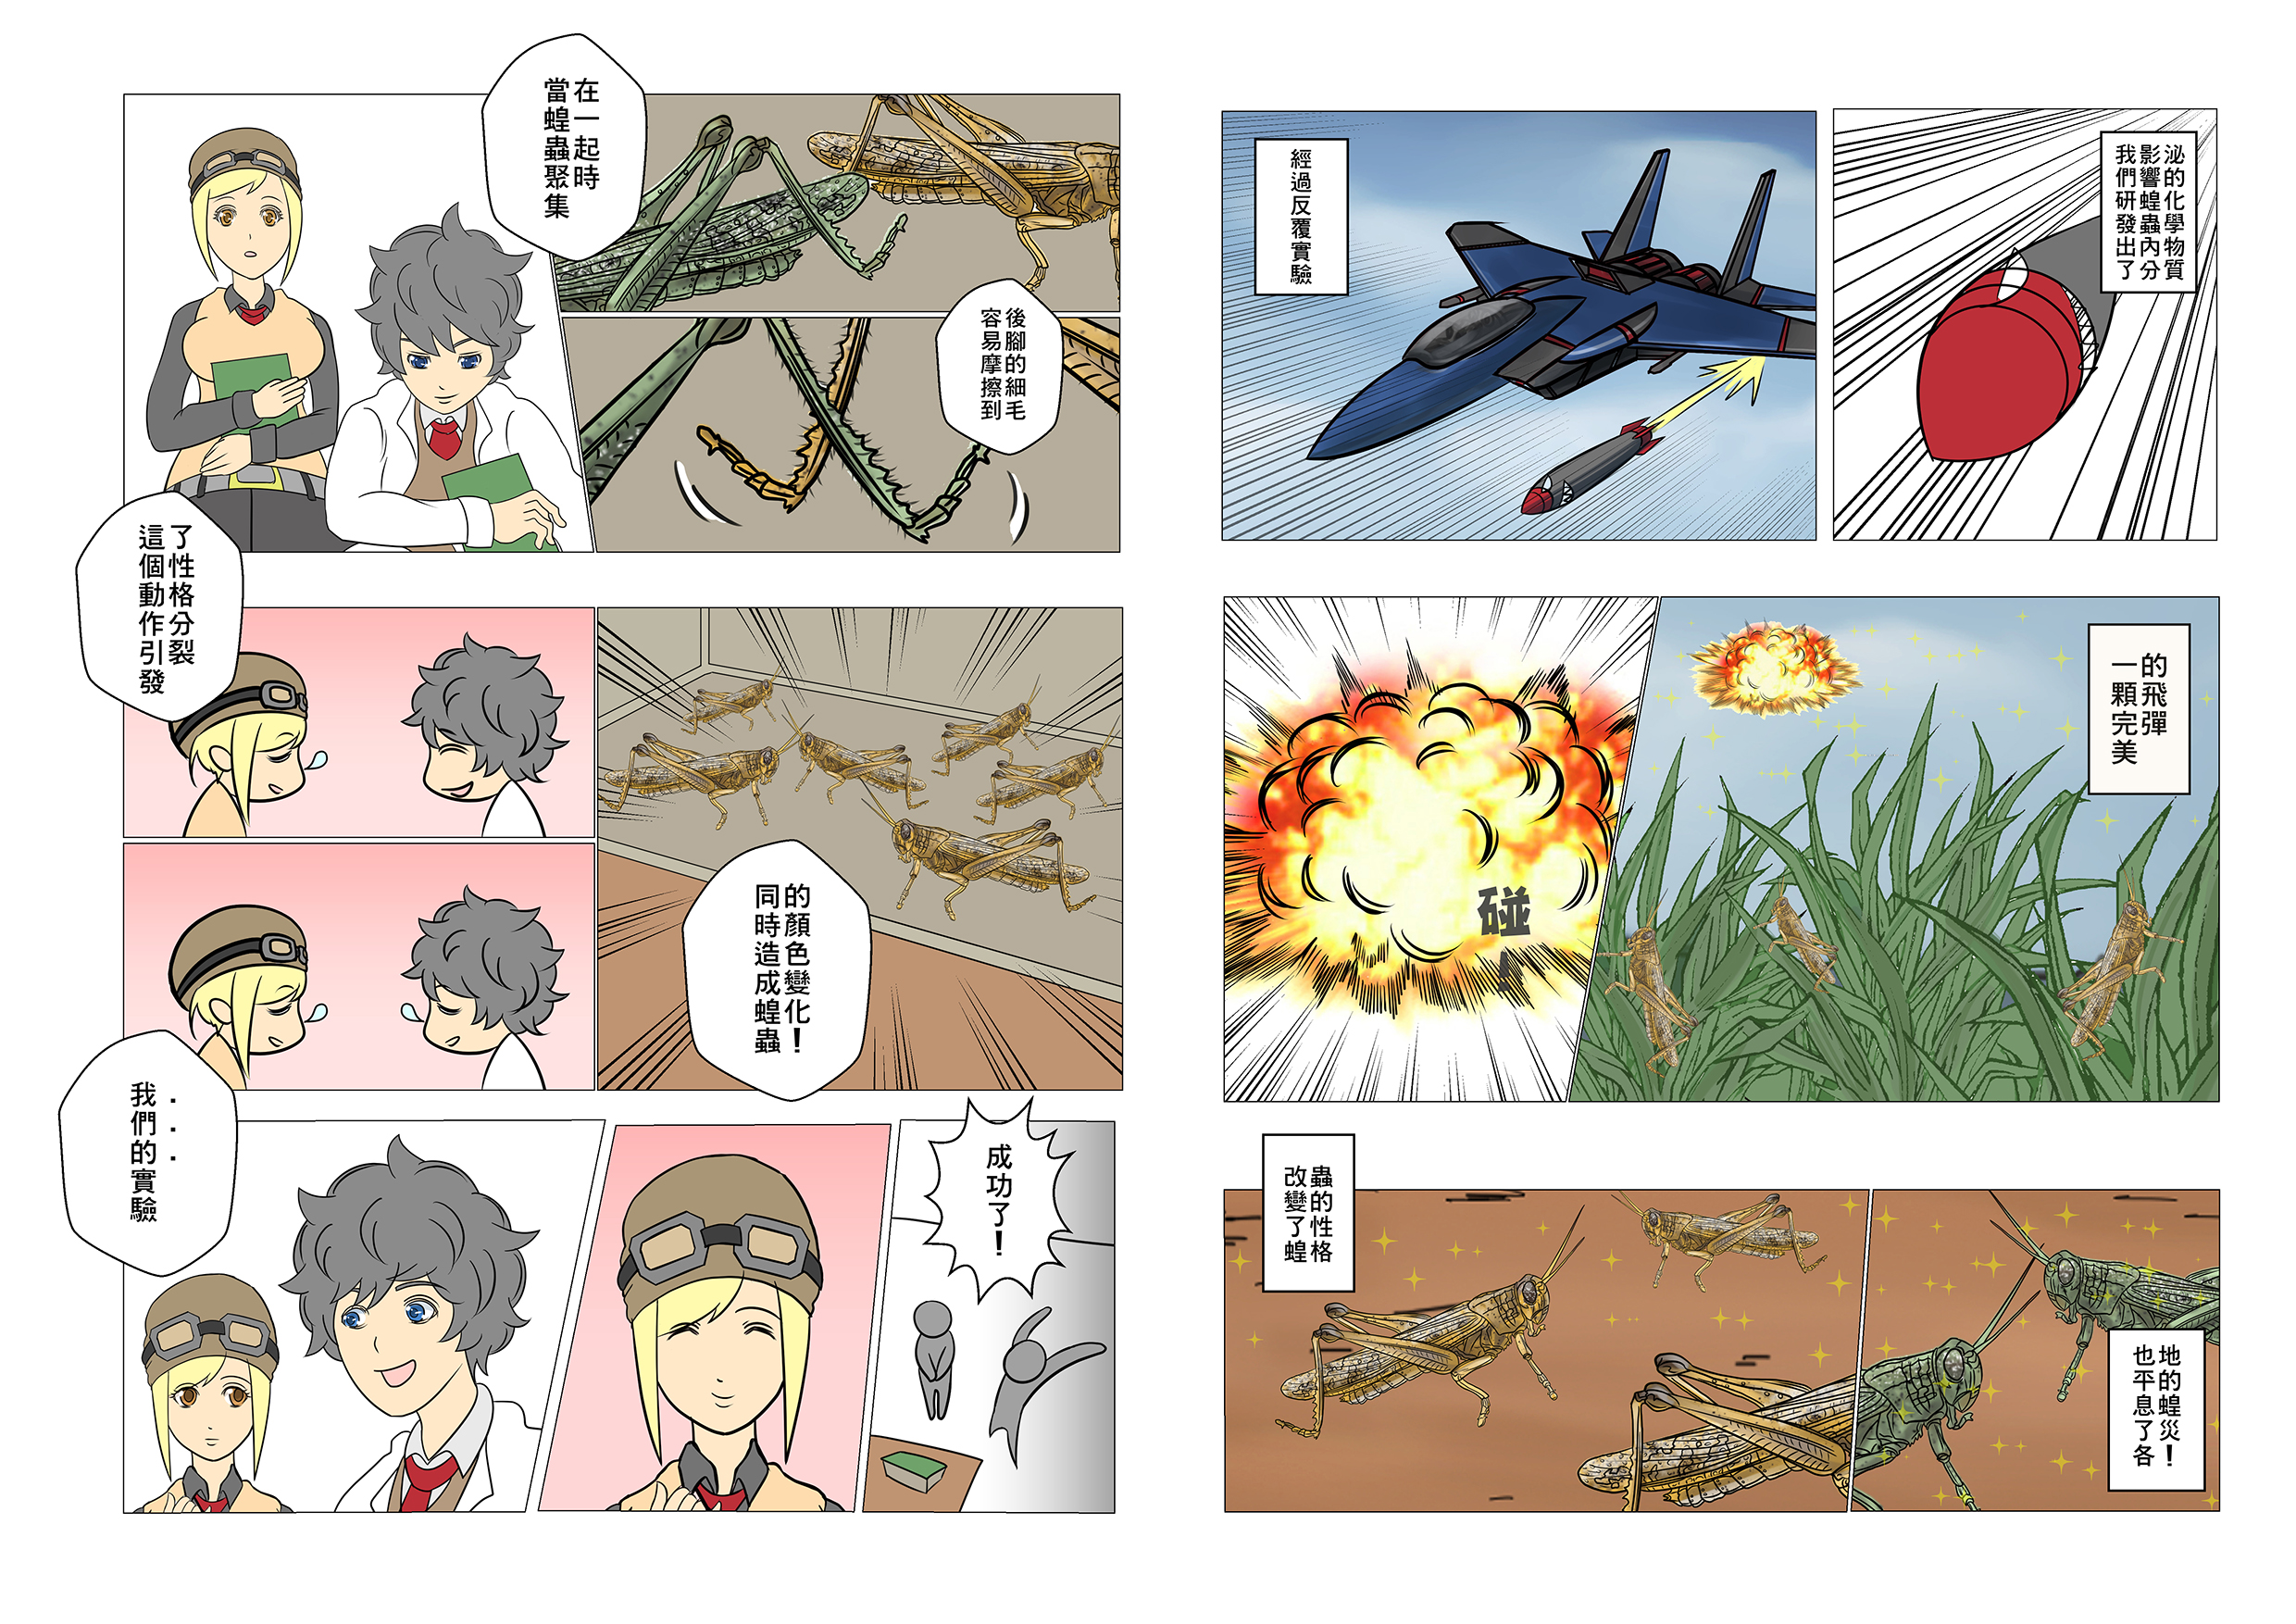 當蝗蟲聚集
在一起時
容易摩擦到
後腳的細毛
這個動作引發
了性格分裂
同時造成蝗蟲
的顏色變化！
我們的實驗
...
成功了！
經過反覆實驗
我們研發出了
影響蝗蟲內分
泌的化學物質
碰！
一顆完美
的飛彈
改變了蝗
蟲的性格
也平息了各
地的蝗災！